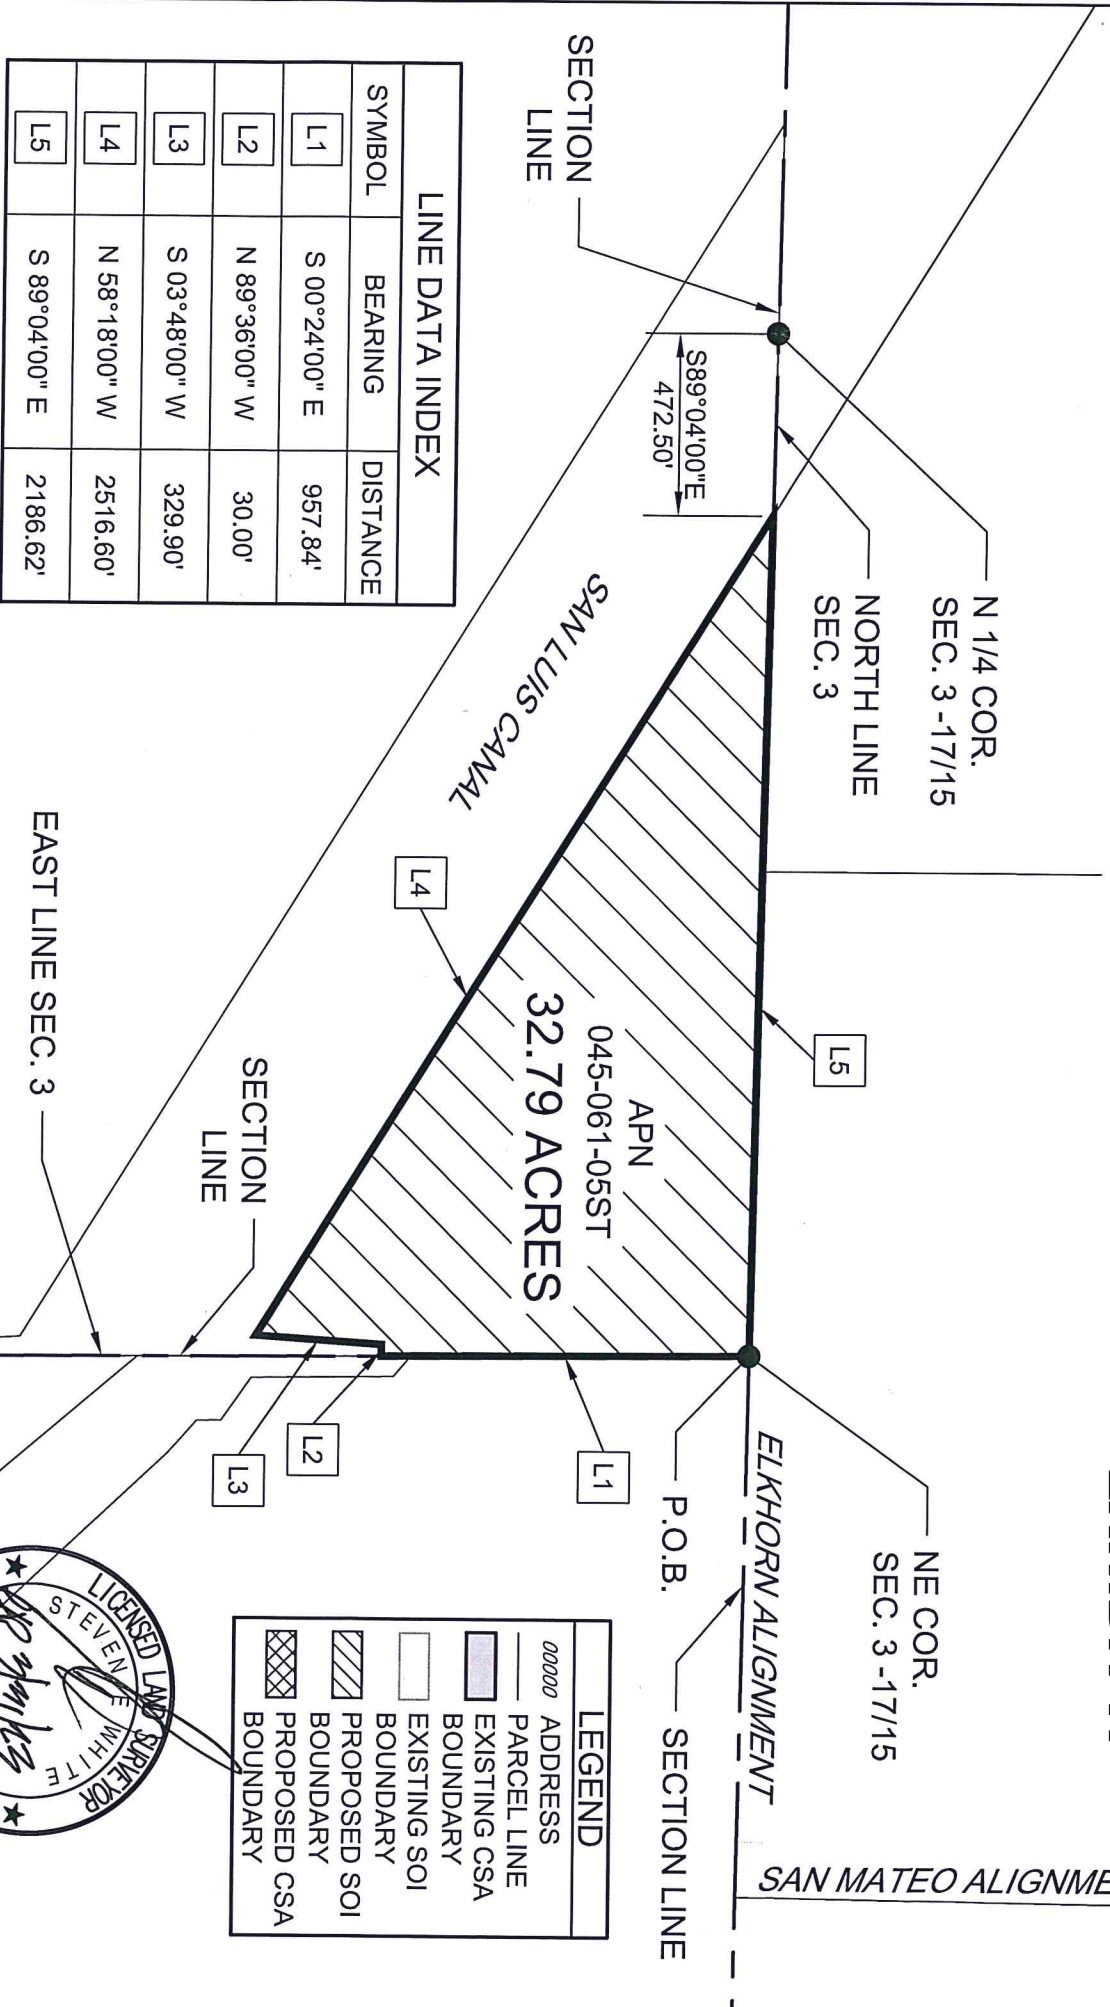 N 1/4 COR.
SEC. 3 -17/15
NORTH LINE
SEC. 3
SECTION
LINE
S89°04'00"E
472.50'
NE COR.
SEC. 3 -17/15
ELKHORN ALIGNMENT
SAN MATEO
P.O.B.
SECTION LINE
L5
APN
045-061-05ST
32.79 ACRES
SAN LUIS CANAL
L4
L1
L2
L3
SECTION
LINE
EAST LINE SEC. 3
LINE DATA INDEX
SYMBOL BEARING DISTANCE
L1 S 00°24'00" E 957.84'
L2 N 89°36'00" W 30.00'
L3 S 03°48'00" W 329.90'
L4 N 58°18'00" W 2516.60'
L5 S 89°04'00" E 2186.62'
LEGEND
00000 ADDRESS
PARCEL LINE
EXISTING CSA
BOUNDARY
EXISTING SOI
BOUNDARY
PROPOSED SOI
BOUNDARY
PROPOSED CSA
BOUNDARY
LICENSED LAND SURVEYOR
STEVEN E WHITE